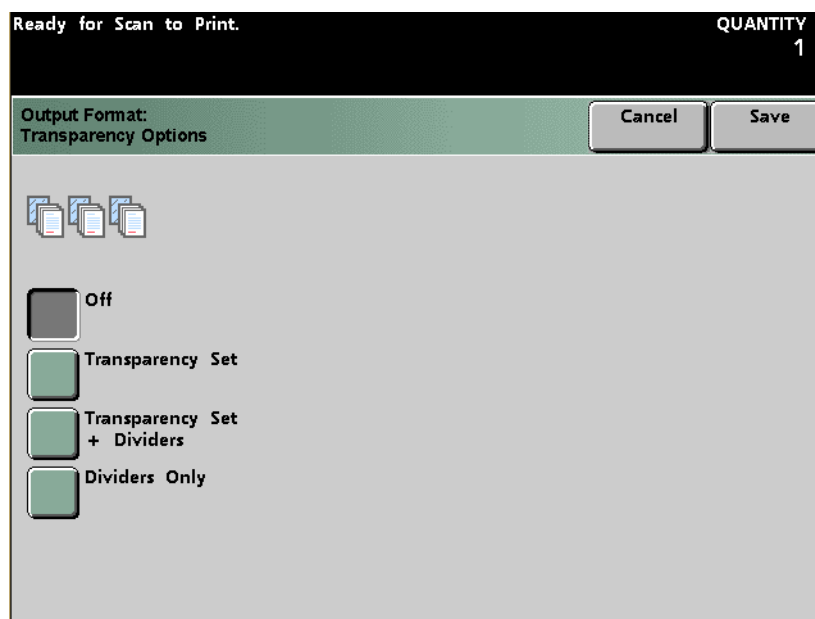 Ready for Scan to Print.
QUANTITY
1
Output Format:
Transparency Options
Cancel
Save
Off
Transparency Set
Transparency Set
+ Dividers
Dividers Only